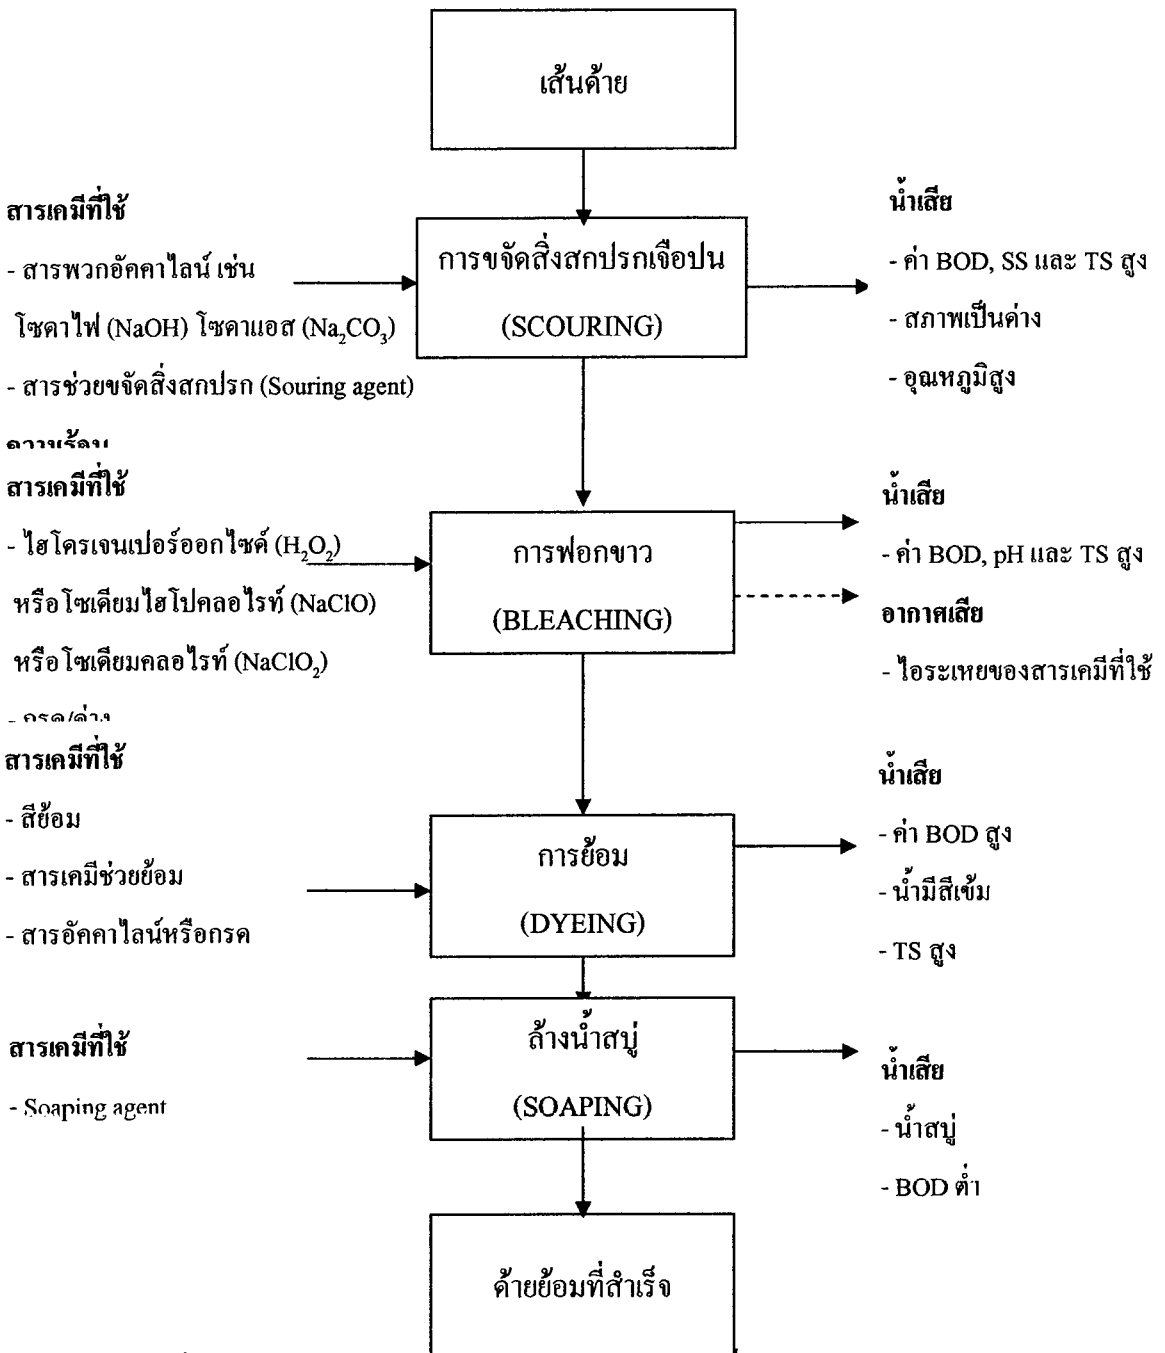 เส้นด้าย
สารเคมีที่ใช้
- สารพวกอัคคาไลน์ เช่น
โซดาไฟ (NaOH) โซดาแอส (Na₂CO₃)
- สารช่วยขจัดสิ่งสกปรก (Souring agent)
ความร้อน
การขจัดสิ่งสกปรกเจือปน
(SCOURING)
น้ำเสีย
- ค่า BOD, SS และ TS สูง
- สภาพเป็นด่าง
- อุณหภูมิสูง
สารเคมีที่ใช้
- ไฮโดรเจนเปอร์ออกไซด์ (H₂O₂)
หรือโซเดียมไฮโปคลอไรท์ (NaClO)
หรือโซเดียมคลอไรท์ (NaClO₂)
- กรด/ด่าง
การฟอกขาว
(BLEACHING)
น้ำเสีย
- ค่า BOD, pH และ TS สูง
อากาศเสีย
- ไอระเหยของสารเคมีที่ใช้
สารเคมีที่ใช้
- สีย้อม
- สารเคมีช่วยย้อม
- สารอัคคาไลน์หรือกรด
การย้อม
(DYEING)
น้ำเสีย
- ค่า BOD สูง
- น้ำมีสีเข้ม
- TS สูง
สารเคมีที่ใช้
- Soaping agent
ล้างน้ำสบู่
(SOAPING)
น้ำเสีย
- น้ำสบู่
- BOD ต่ำ
ด้ายย้อมที่สำเร็จ